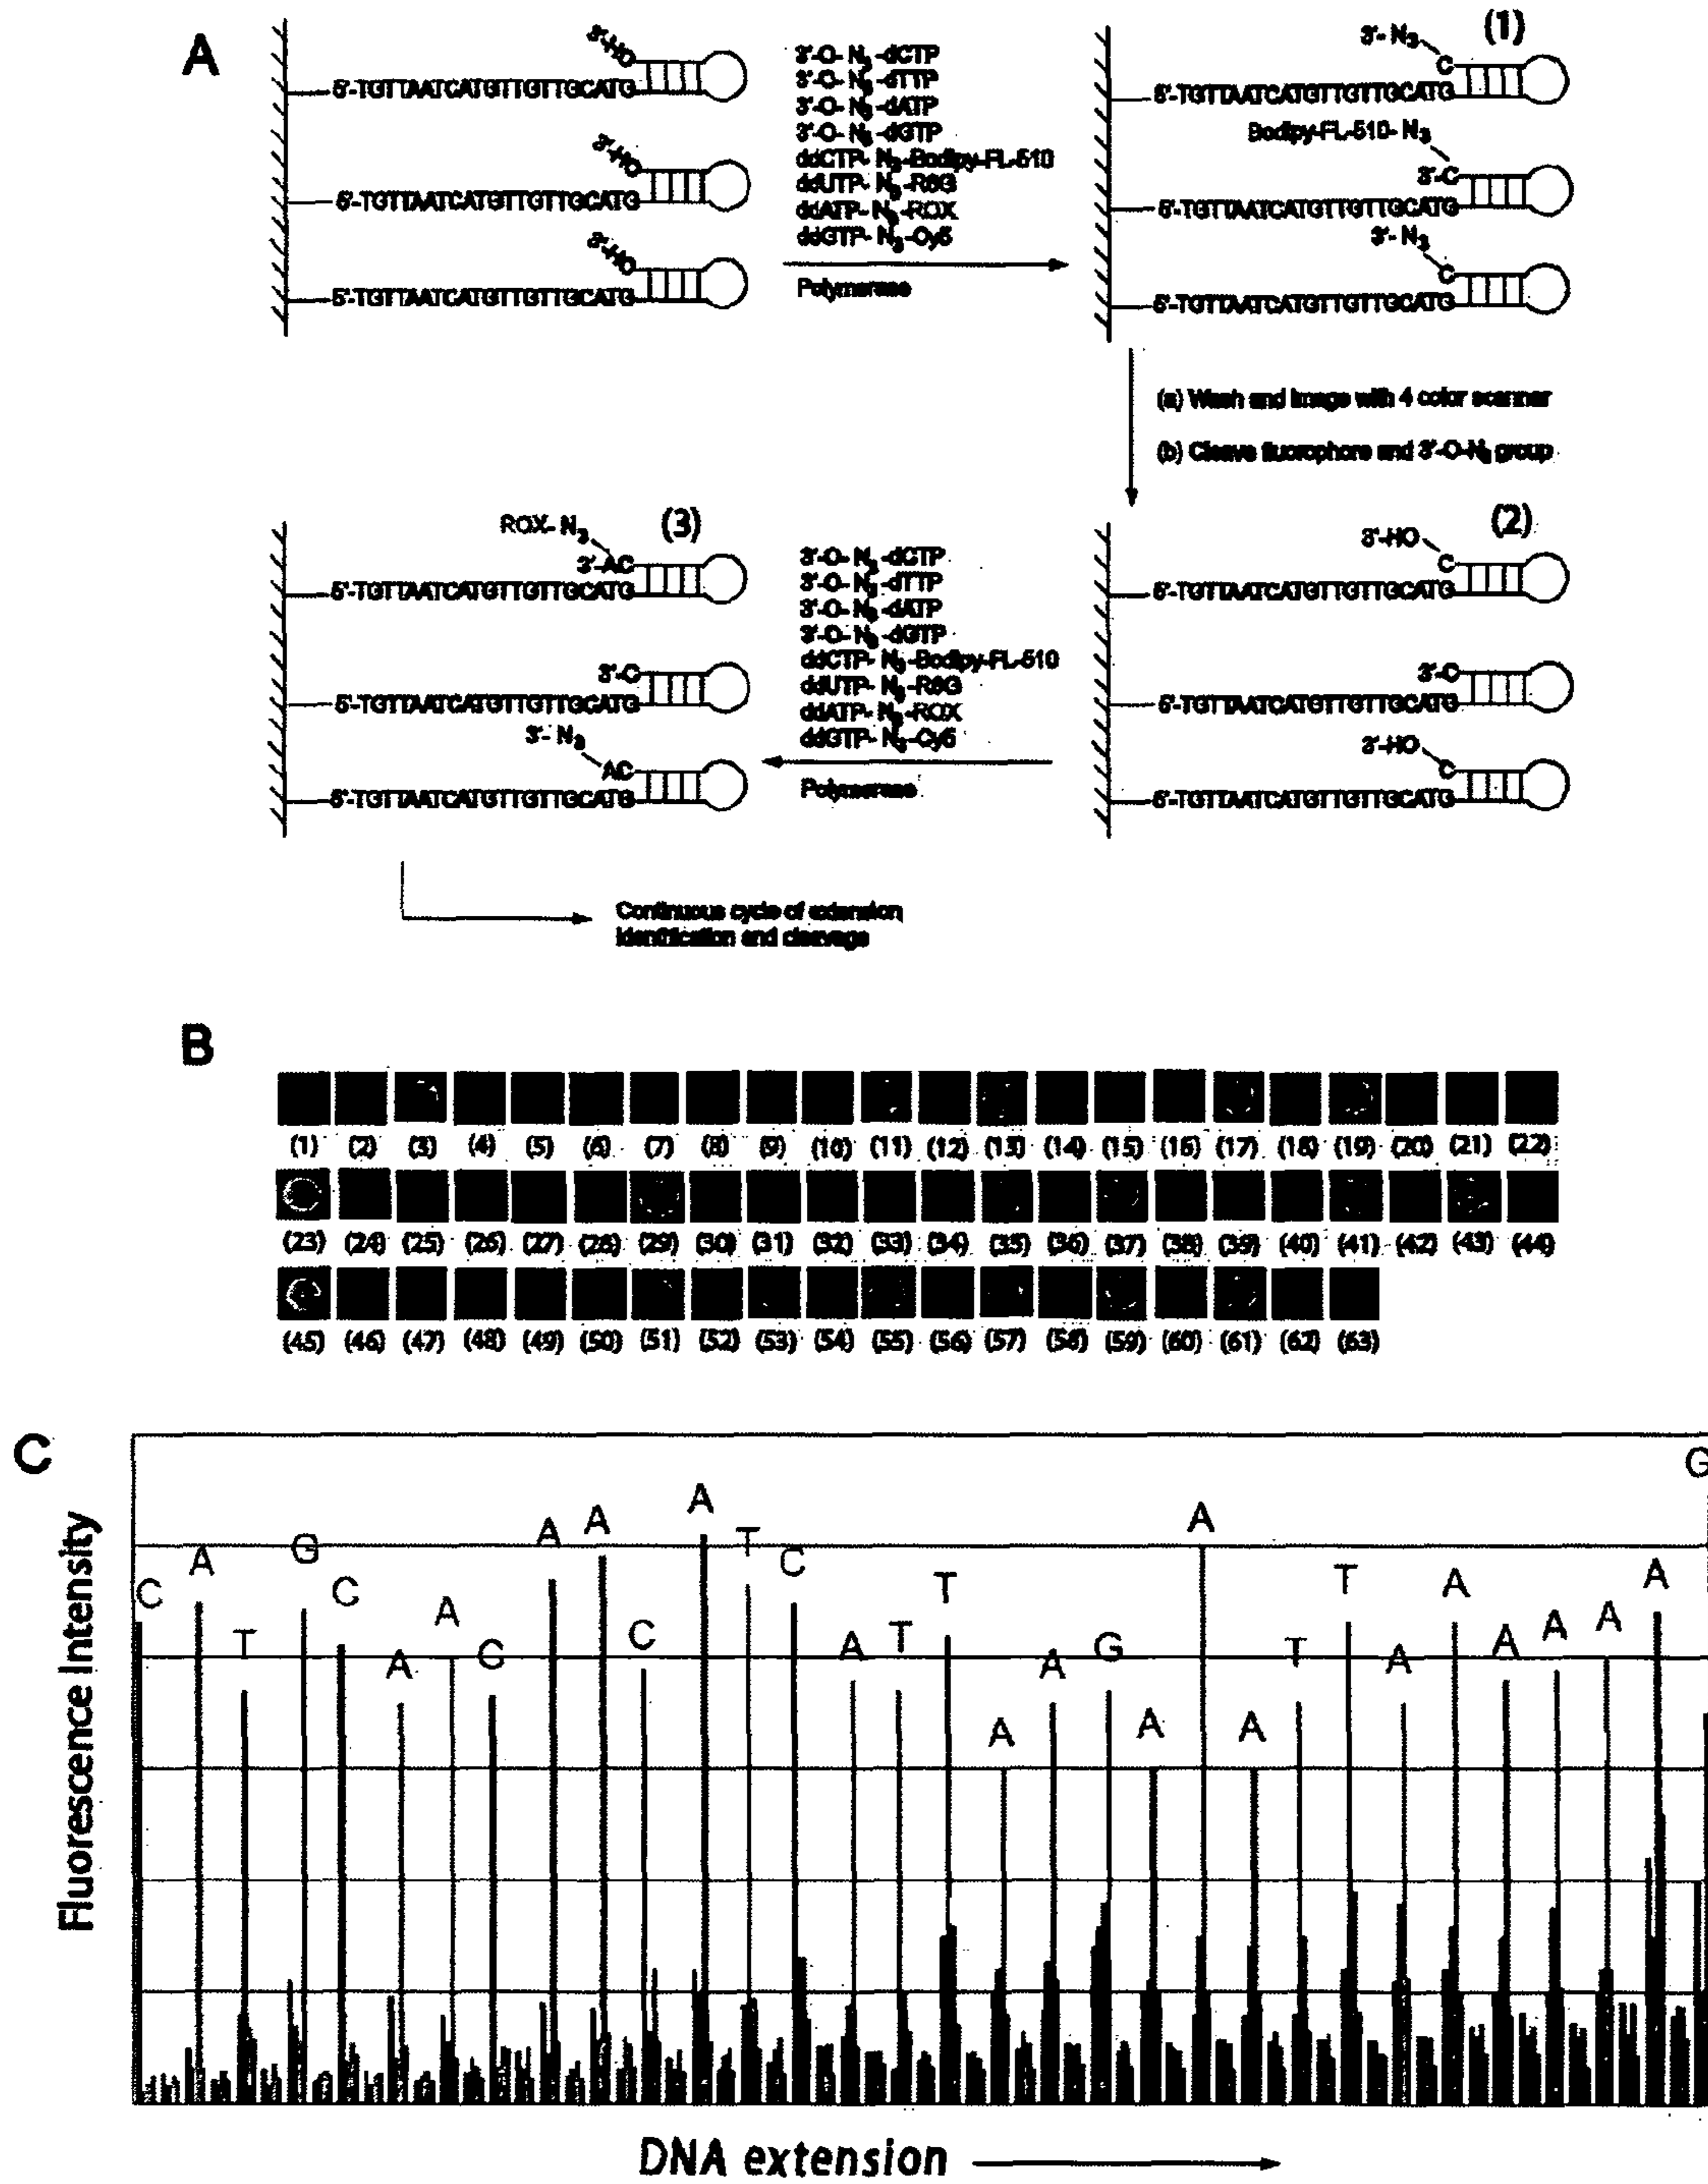 A
3'-HO
5'-TGTTAATCATGTTGTTGCATG
3'-HO
5'-TGTTAATCATGTTGTTGCATG
3'-HO
5'-TGTTAATCATGTTGTTGCATG
3'-O-N3-dCTP
3'-O-N3-dTTP
3'-O-N3-dATP
3'-O-N3-dGTP
ddCTP-N3-Bodipy-FL-510
ddUTP-N3-R6G
ddATP-N3-ROX
ddGTP-N3-Cy5
Polymerase
(1)
3'-N3
C
5'-TGTTAATCATGTTGTTGCATG
Bodipy-FL-510-N3
3'-C
5'-TGTTAATCATGTTGTTGCATG
3'-N3
C
5'-TGTTAATCATGTTGTTGCATG
(a) Wash and image with 4 color scanner
(b) Cleave fluorophore and 3'-O-N3 group
(2)
3'-HO
C
5'-TGTTAATCATGTTGTTGCATG
3'-C
5'-TGTTAATCATGTTGTTGCATG
3'-HO
C
5'-TGTTAATCATGTTGTTGCATG
3'-O-N3-dCTP
3'-O-N3-dTTP
3'-O-N3-dATP
3'-O-N3-dGTP
ddCTP-N3-Bodipy-FL-510
ddUTP-N3-R6G
ddATP-N3-ROX
ddGTP-N3-Cy5
Polymerase
(3)
ROX-N3
3'-AC
5'-TGTTAATCATGTTGTTGCATG
3'-C
5'-TGTTAATCATGTTGTTGCATG
3'-N3
AC
5'-TGTTAATCATGTTGTTGCATG
Continuous cycle of extension
identification and cleavage
B
(1) (2) (3) (4) (5) (6) (7) (8) (9) (10) (11) (12) (13) (14) (15) (16) (17) (18) (19) (20) (21) (22)
(23) (24) (25) (26) (27) (28) (29) (30) (31) (32) (33) (34) (35) (36) (37) (38) (39) (40) (41) (42) (43) (44)
(45) (46) (47) (48) (49) (50) (51) (52) (53) (54) (55) (56) (57) (58) (59) (60) (61) (62) (63)
C
Fluorescence Intensity
C A T G C A A C A A C A T C A T T A A G A A A T T A A A A A A G
DNA extension